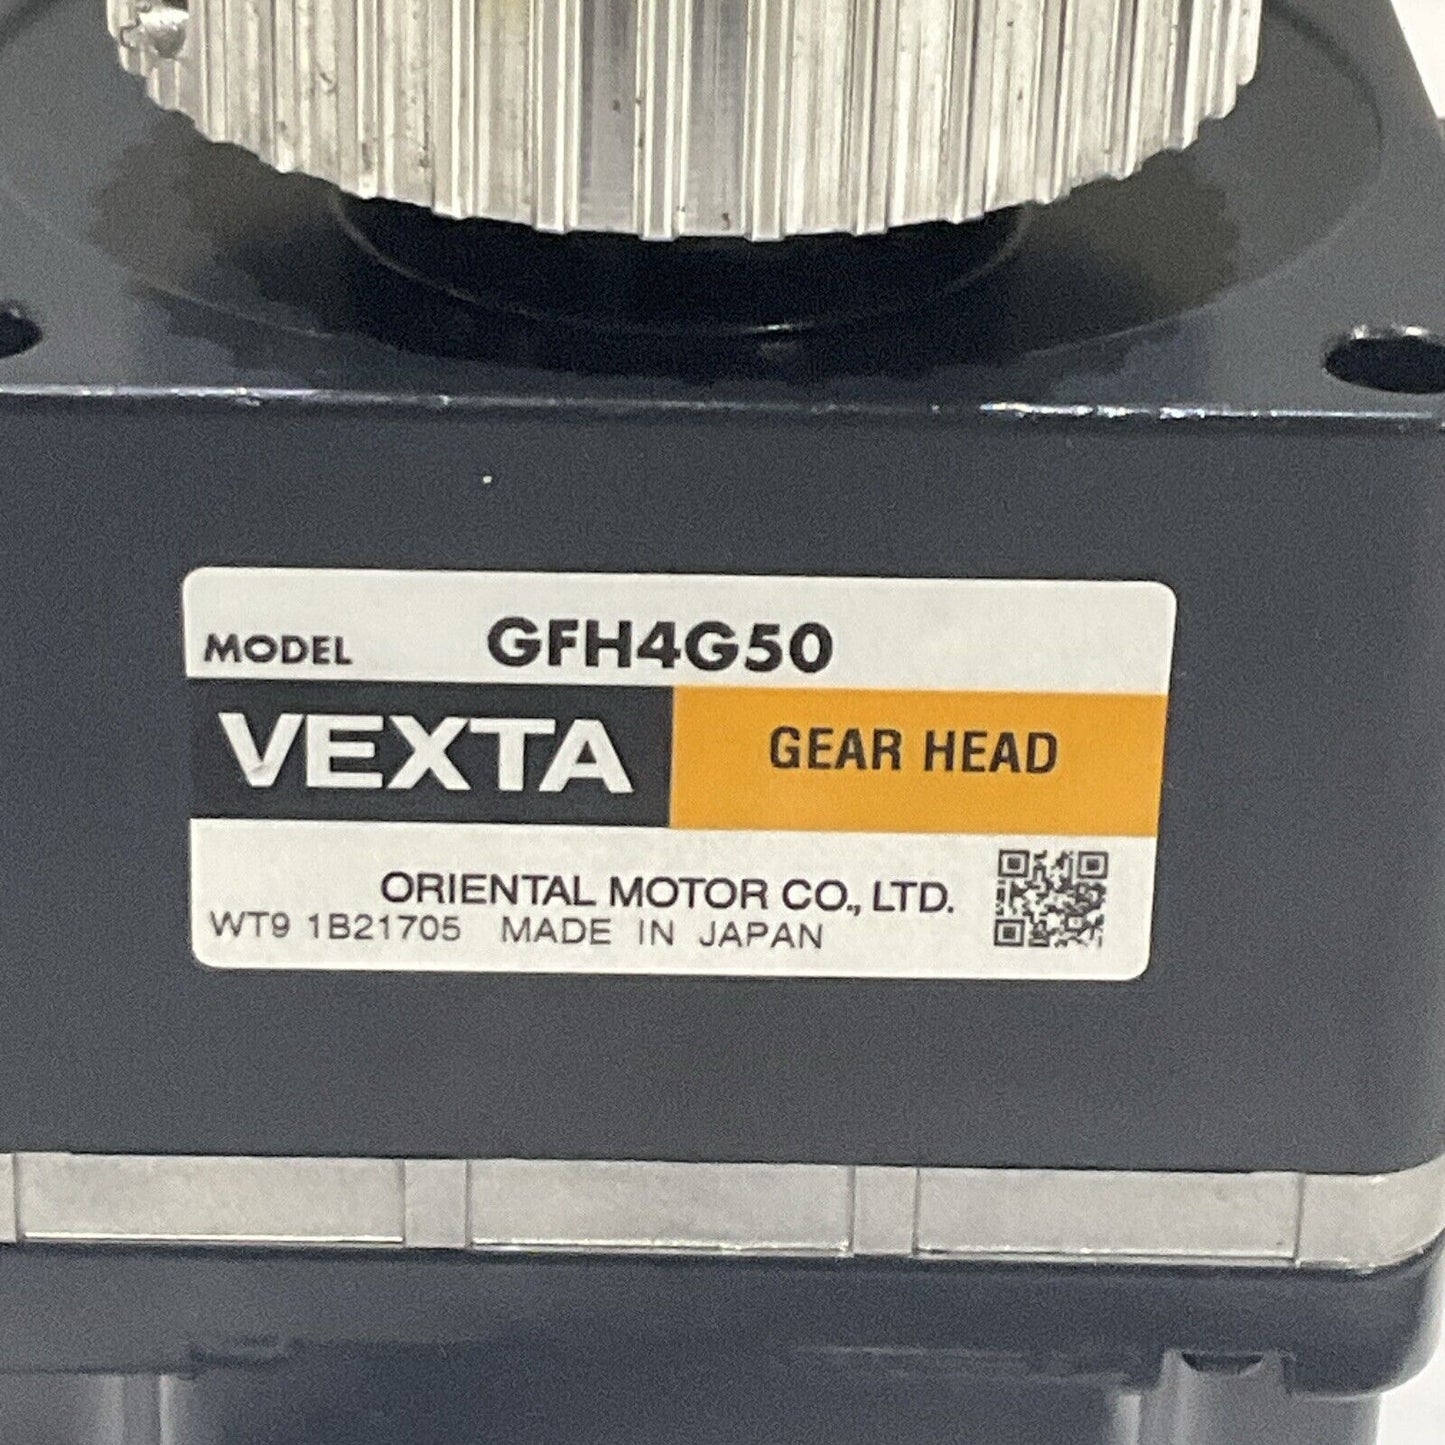 MODEL GFH4G50
VEXTA GEAR HEAD
ORIENTAL MOTOR CO., LTD.
WT9 1B21705 MADE IN JAPAN